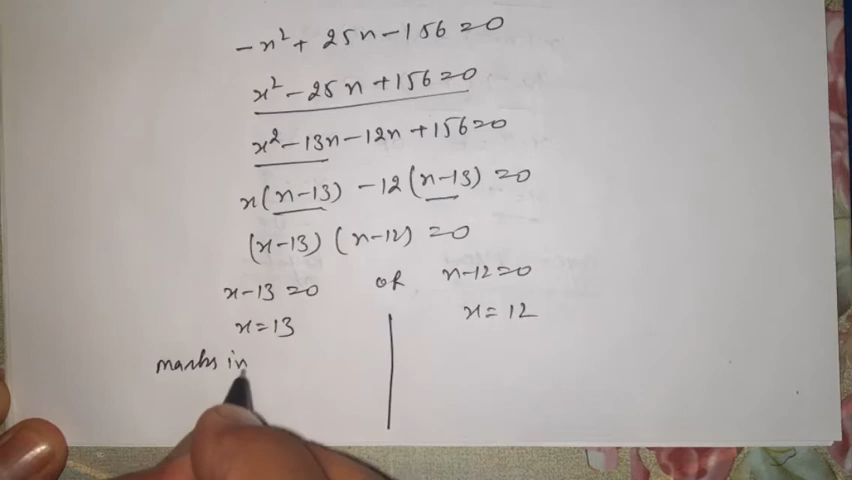 -x² + 25x - 156 = 0
x² - 25x + 156 = 0
x² - 13x - 12x + 156 = 0
x(x - 13) - 12(x - 13) = 0
(x - 13) (x - 12) = 0
x - 13 = 0 or x - 12 = 0
x = 13 x = 12
marks in